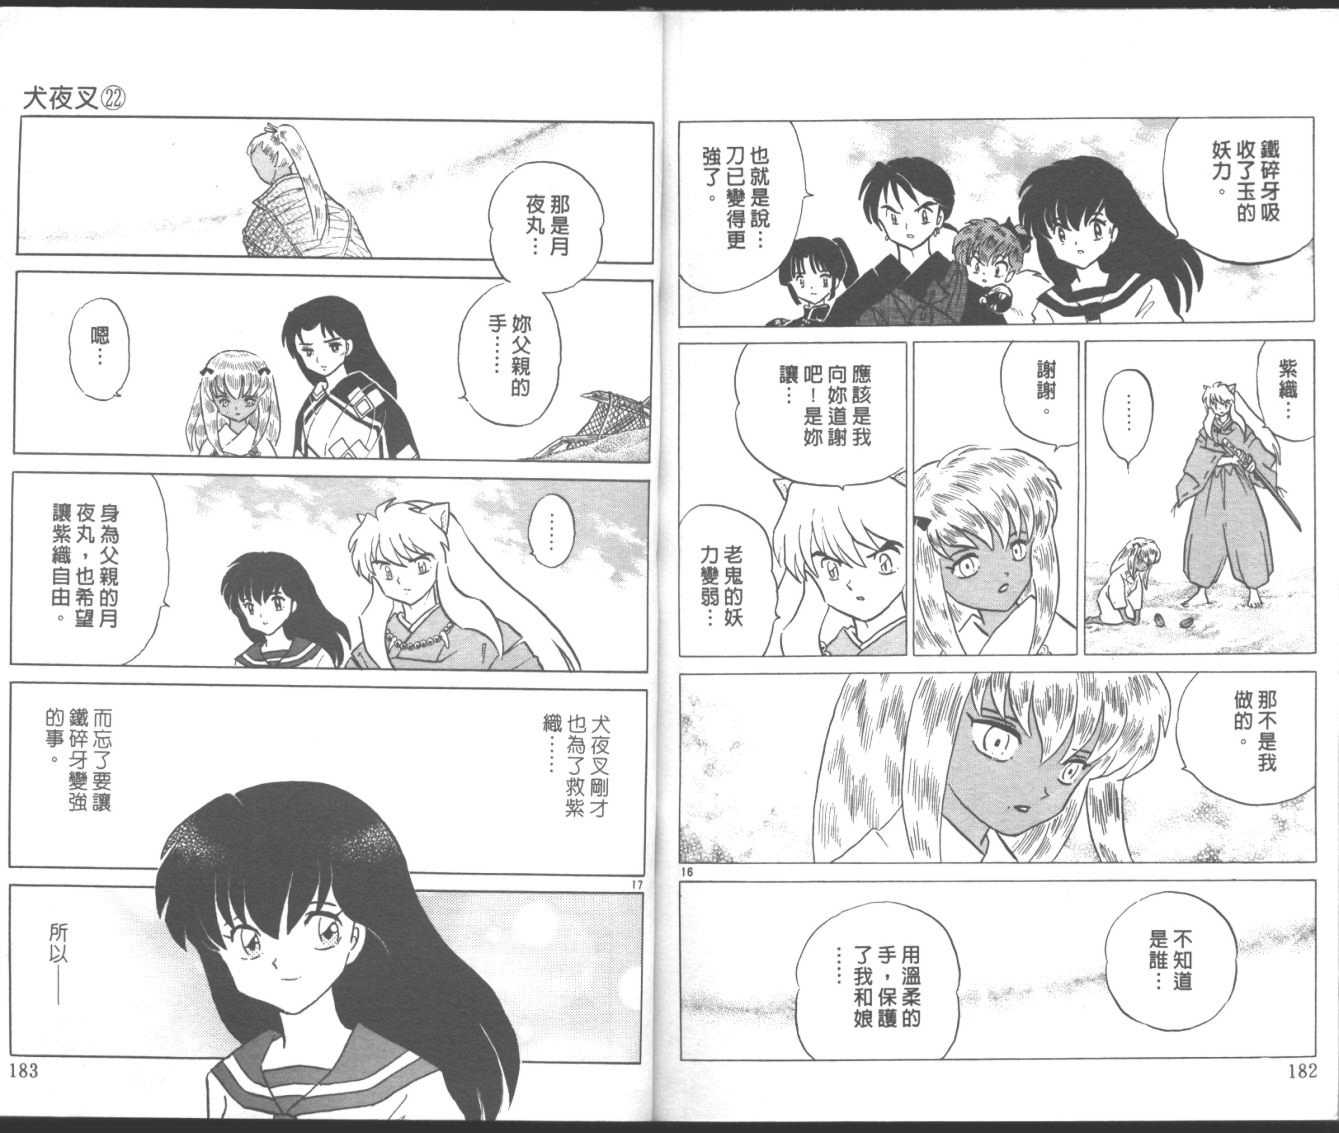 鐵碎牙吸
收了玉的
妖力。
也就是說…
刀已變得更
強了。
紫織…
……
謝謝。
應該是我
向妳道謝
吧！是妳
讓…
老鬼的妖
力變弱…
那不是我
做的。
16
不知道
是誰…
用溫柔的
手，保護
了我和娘
……
182
犬夜叉㉒
那是月
夜丸…
妳父親的
手……
嗯…
……
身為父親的月
夜丸，也希望
讓紫織自由。
犬夜叉剛才
也為了救紫
織……
而忘了要讓
鐵碎牙變強
的事。
17
所以——
183